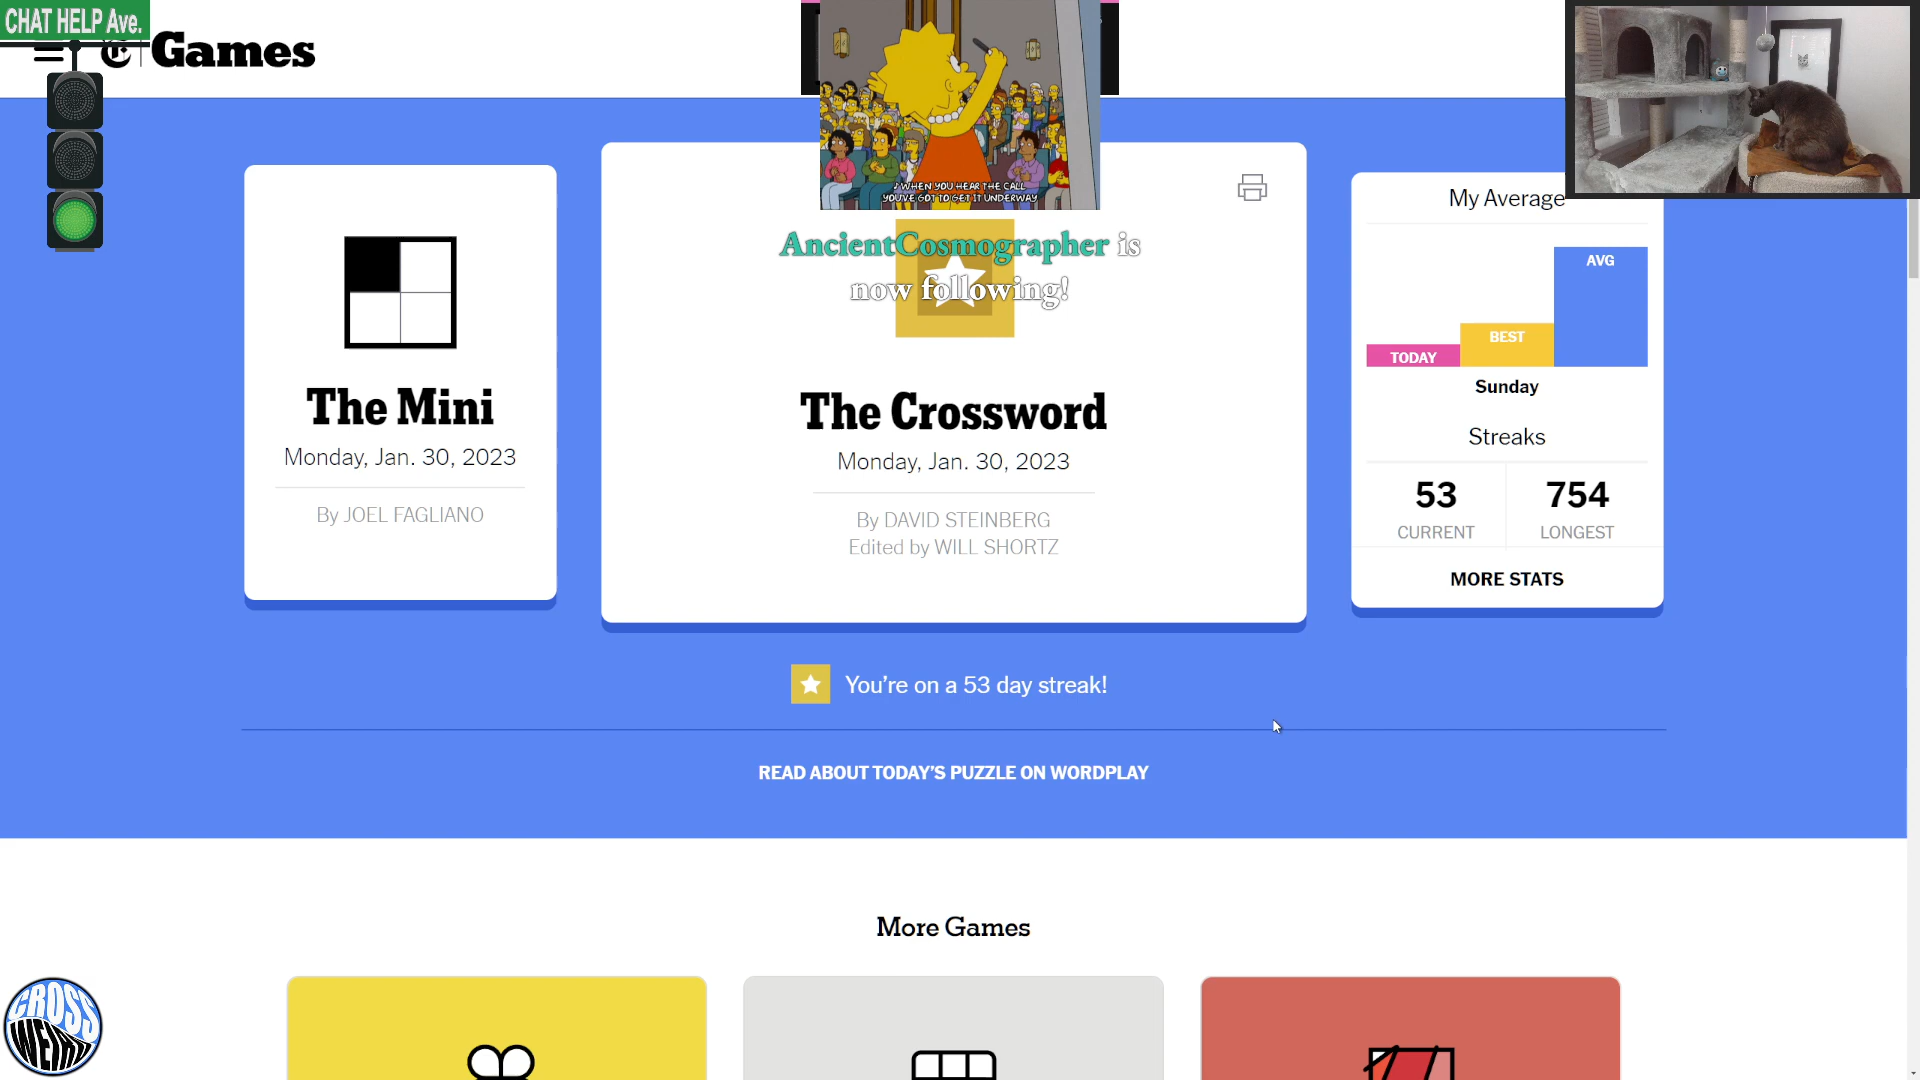 CHAT HELP Ave.
Games
♪ WHEN YOU HEAR THE CALL
YOU'VE GOT TO GET IT UNDERWAY
AncientCosmographer is
now following!
The Mini
Monday, Jan. 30, 2023
By JOEL FAGLIANO
The Crossword
Monday, Jan. 30, 2023
By DAVID STEINBERG
Edited by WILL SHORTZ
My Average
AVG
BEST
TODAY
Sunday
Streaks
53
754
CURRENT
LONGEST
MORE STATS
You're on a 53 day streak!
READ ABOUT TODAY'S PUZZLE ON WORDPLAY
More Games
CROSS
WEIRD